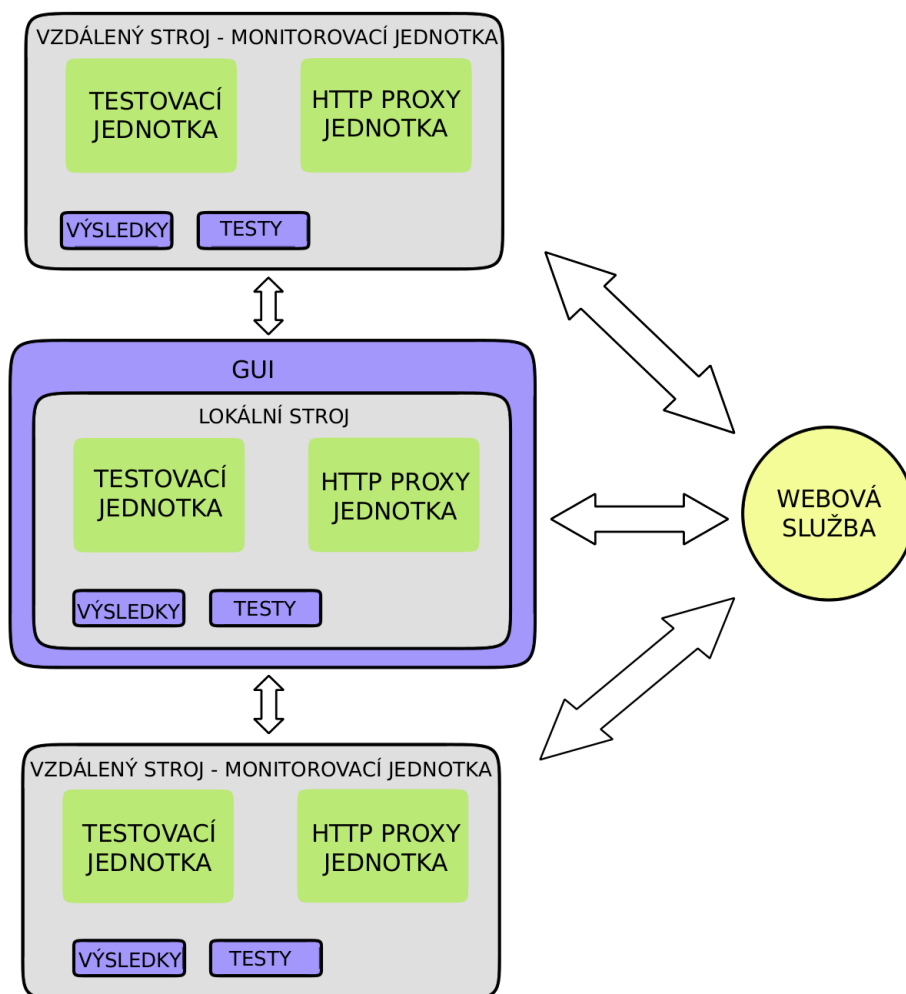 VZDÁLENÝ STROJ - MONITOROVACÍ JEDNOTKA
TESTOVACÍ
JEDNOTKA
HTTP PROXY
JEDNOTKA
VÝSLEDKY
TESTY
GUI
LOKÁLNÍ STROJ
TESTOVACÍ
JEDNOTKA
HTTP PROXY
JEDNOTKA
VÝSLEDKY
TESTY
WEBOVÁ
SLUŽBA
VZDÁLENÝ STROJ - MONITOROVACÍ JEDNOTKA
TESTOVACÍ
JEDNOTKA
HTTP PROXY
JEDNOTKA
VÝSLEDKY
TESTY